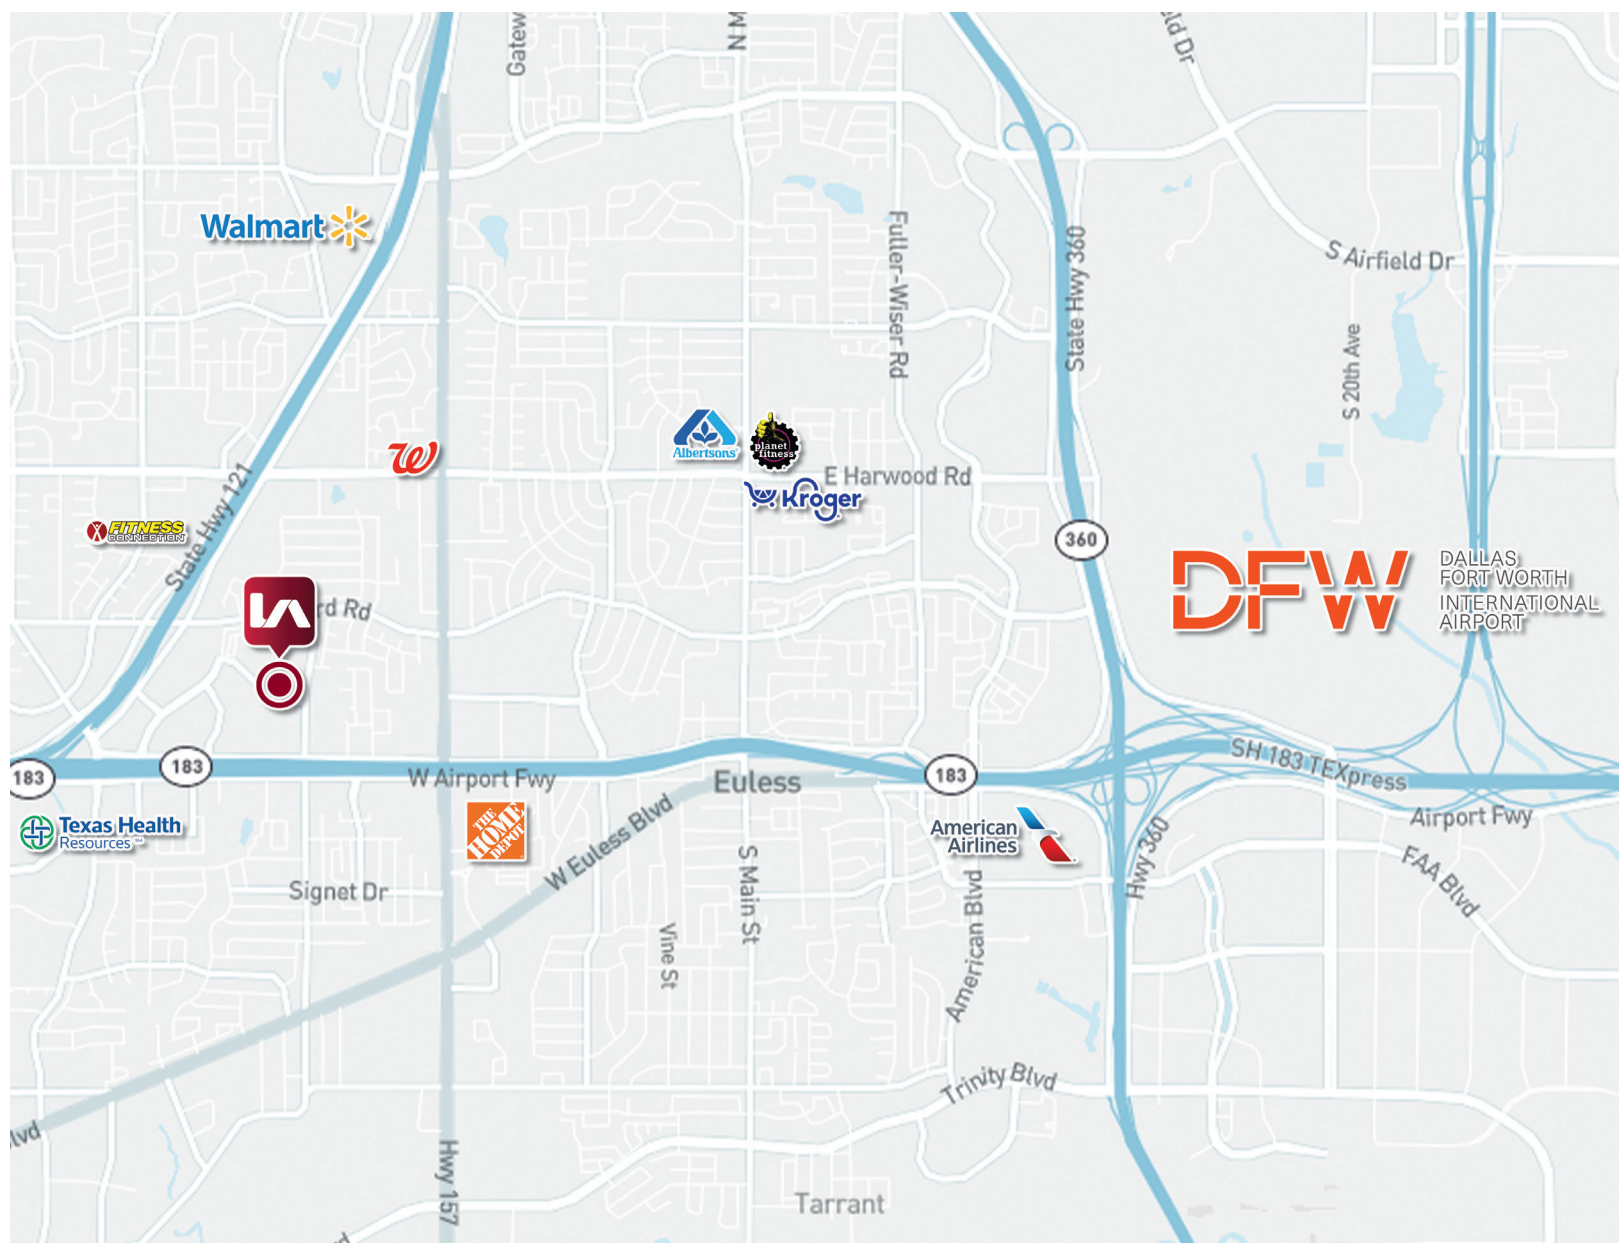 Gatew
M N
ld Dr
Walmart
Fuller-Wiser Rd
State Hwy 360
S Airfield Dr
S 20th Ave
Albertsons
planet
fitness
W
E Harwood Rd
Kroger
State Hwy 121
FITNESS
CONNECTION
360
DFW
DALLAS
FORT WORTH
INTERNATIONAL
AIRPORT
LA
rd Rd
183
183
W Airport Fwy
Euless
183
SH 183 TEXpress
Airport Fwy
Texas Health
Resources
THE
HOME
DEPOT
W Euless Blvd
American
Airlines
Hwy 360
FAA Blvd
Signet Dr
S Main St
Vine St
American Blvd
Trinity Blvd
lvd
Hwy 157
Tarrant
rd